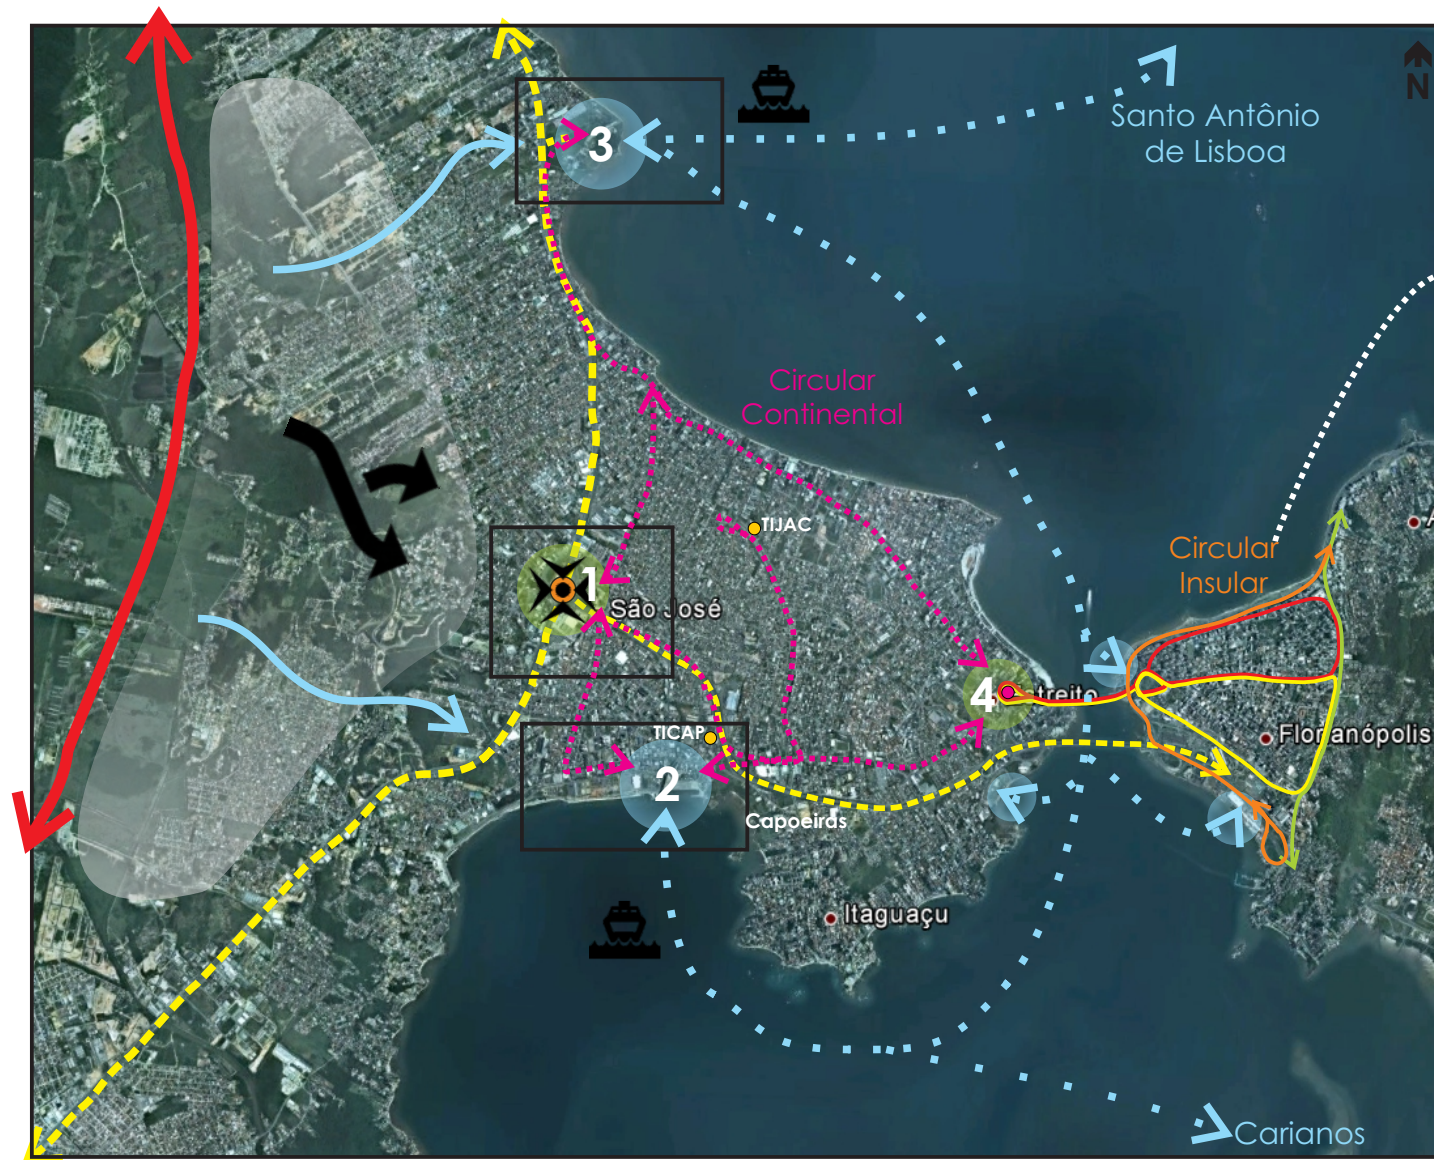 N
Santo Antônio
de Lisboa
3
Circular
Continental
TIJAC
A
Circular
Insular
1
São José
4
Estreito
TICAP
Florianópolis
2
Capoeiras
Itaguaçu
Carianos